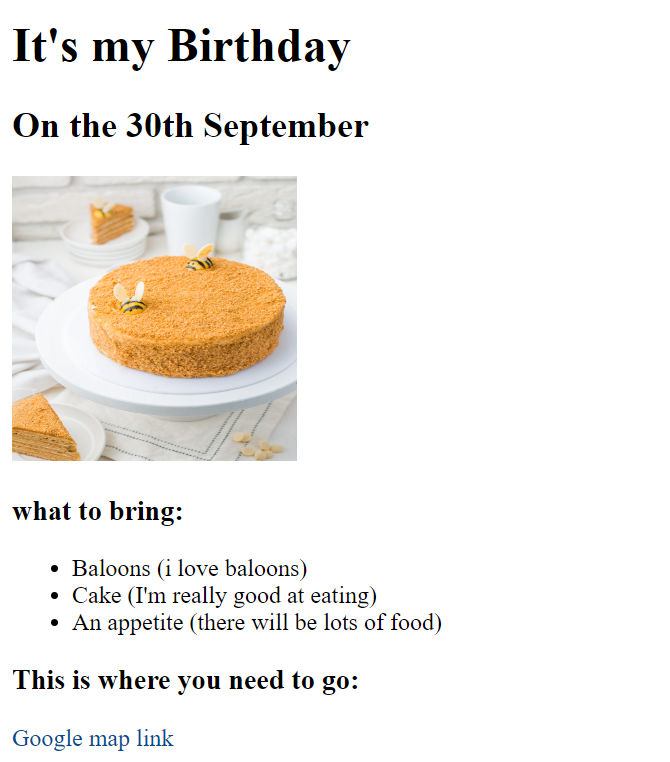 It's my Birthday
On the 30th September
what to bring:
Baloons (i love baloons)
Cake (I'm really good at eating)
An appetite (there will be lots of food)
This is where you need to go:
Google map link